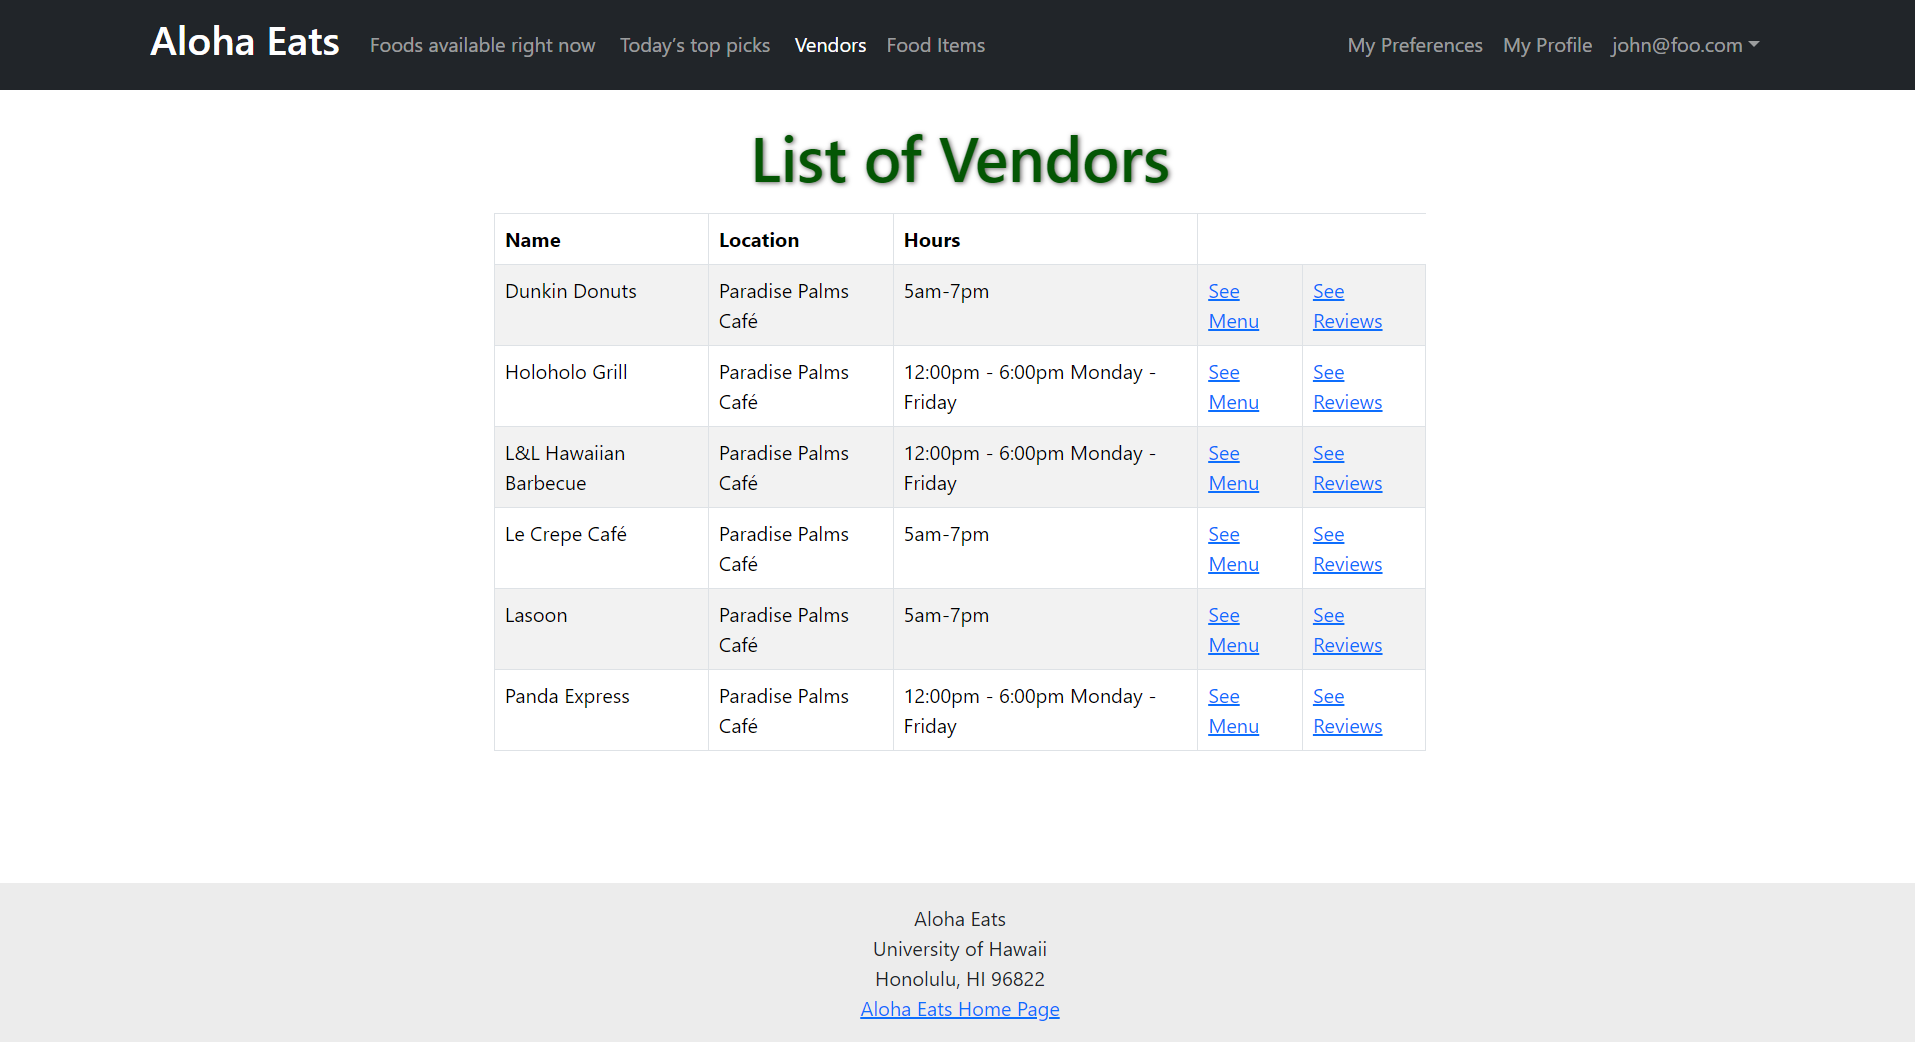 Aloha Eats Foods available right now Today's top picks Vendors Food Items My Preferences My Profile john@foo.com
List of Vendors
Name Location Hours
Dunkin Donuts Paradise Palms Café 5am-7pm See Menu See Reviews
Holoholo Grill Paradise Palms Café 12:00pm - 6:00pm Monday - Friday See Menu See Reviews
L&L Hawaiian Barbecue Paradise Palms Café 12:00pm - 6:00pm Monday - Friday See Menu See Reviews
Le Crepe Café Paradise Palms Café 5am-7pm See Menu See Reviews
Lasoon Paradise Palms Café 5am-7pm See Menu See Reviews
Panda Express Paradise Palms Café 12:00pm - 6:00pm Monday - Friday See Menu See Reviews
Aloha Eats
University of Hawaii
Honolulu, HI 96822
Aloha Eats Home Page